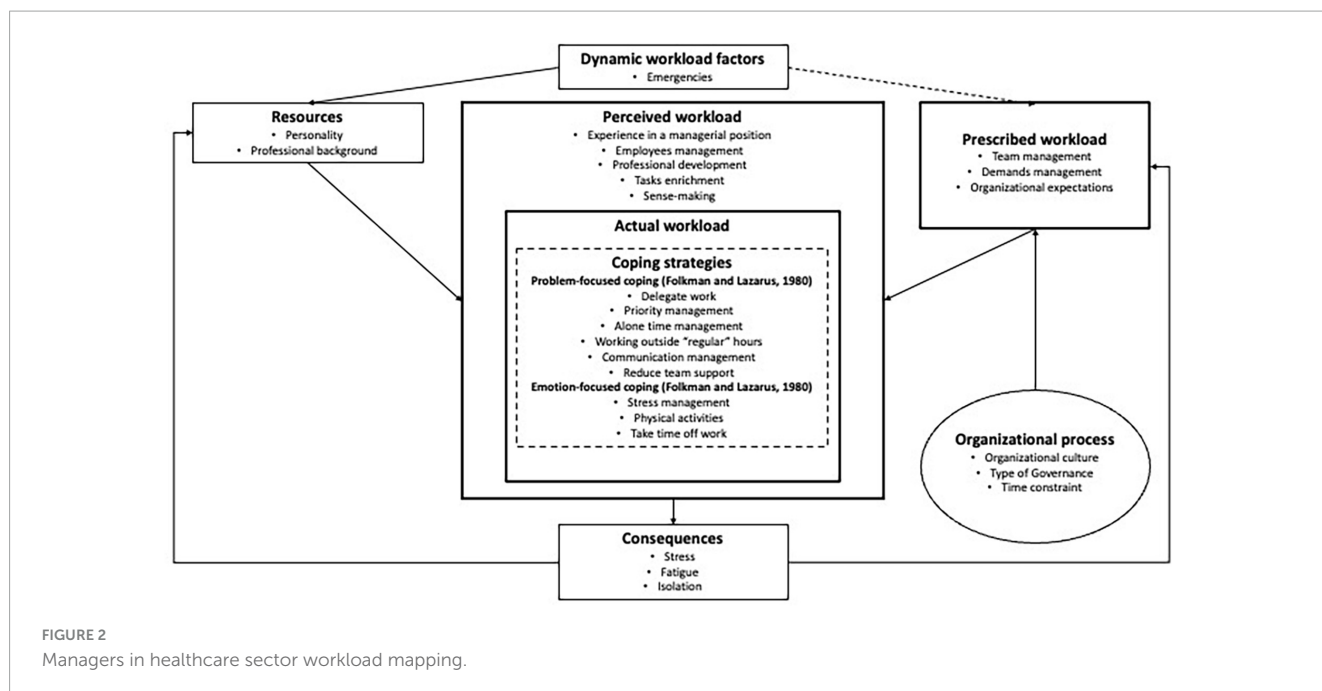 Dynamic workload factors
• Emergencies
Resources
• Personality
• Professional background
Perceived workload
• Experience in a managerial position
• Employees management
• Professional development
• Tasks enrichment
• Sense-making
Prescribed workload
• Team management
• Demands management
• Organizational expectations
Actual workload
Coping strategies
Problem-focused coping (Folkman and Lazarus, 1980)
• Delegate work
• Priority management
• Alone time management
• Working outside “regular” hours
• Communication management
• Reduce team support
Emotion-focused coping (Folkman and Lazarus, 1980)
• Stress management
• Physical activities
• Take time off work
Organizational process
• Organizational culture
• Type of Governance
• Time constraint
Consequences
• Stress
• Fatigue
• Isolation
FIGURE 2
Managers in healthcare sector workload mapping.